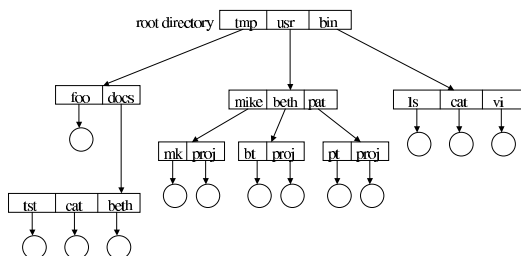 root directory tmp usr bin
foo docs
mike beth pat
ls cat vi
mk proj bt proj pt proj
tst cat beth